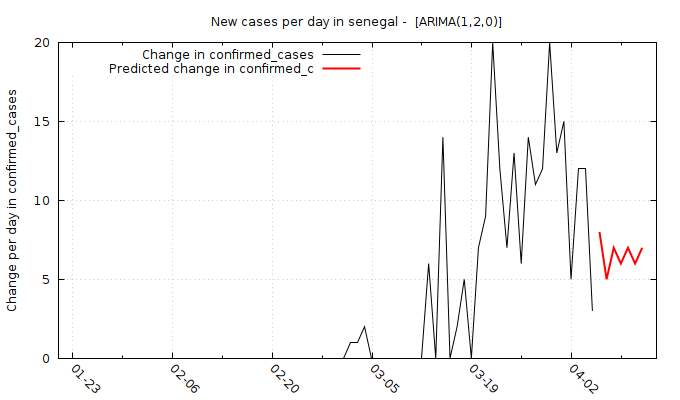 New cases per day in senegal -  [ARIMA(1,2,0)]
Change in confirmed_cases
Predicted change in confirmed_c
Change per day in confirmed_cases
20
15
10
5
0
01-23
02-06
02-20
03-05
03-19
04-02